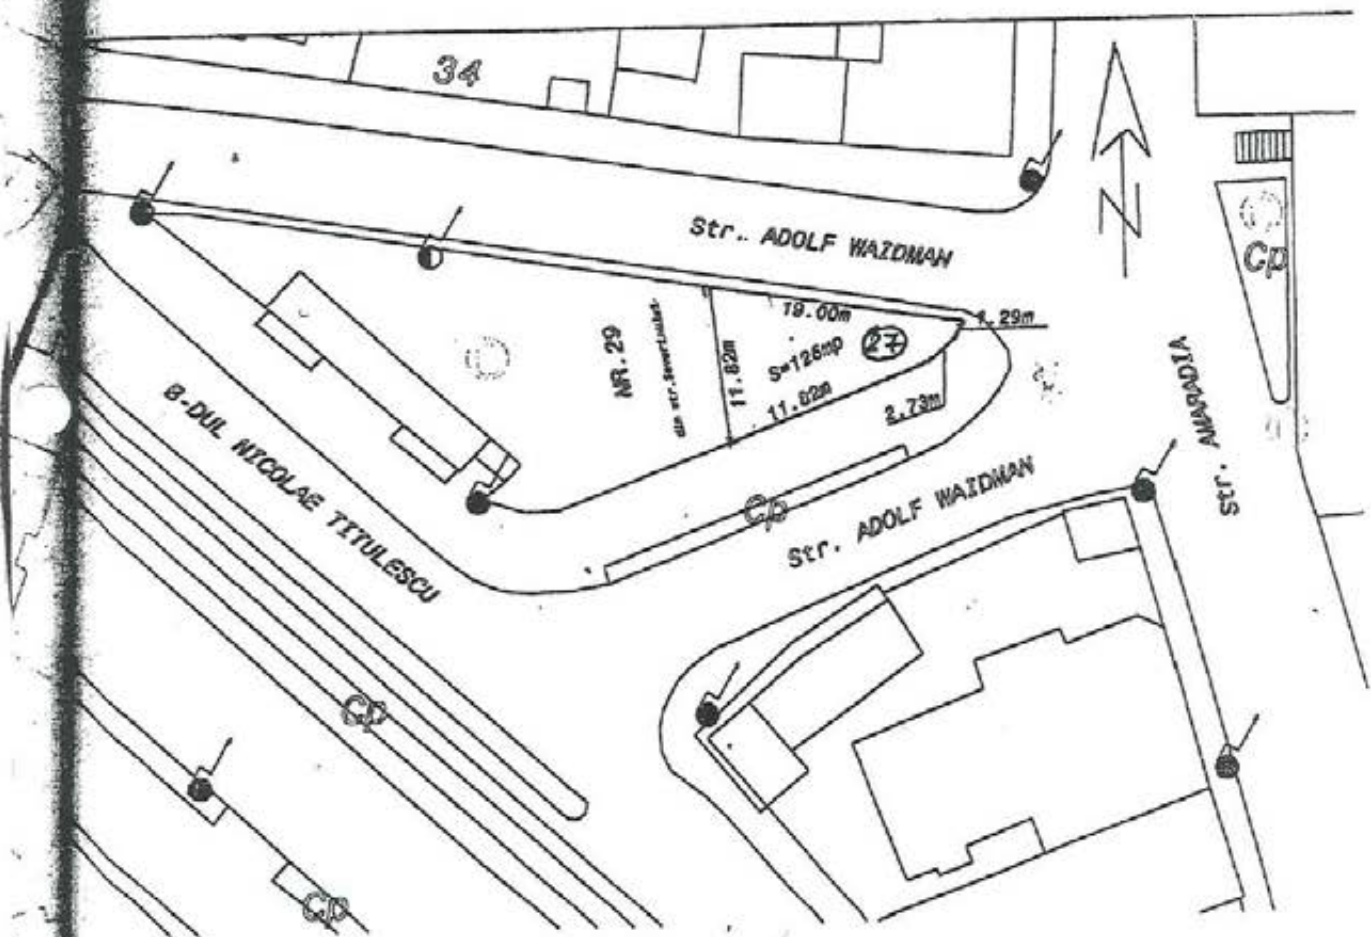 34
Str.. ADOLF WAIDMAN
Cp
19.00m
1.29m
27
NR.29
11.82m
S=126mp
11.02m
2.73m
Str. AMARADIA
B-DUL NICOLAE TITULESCU
Cp
Str. ADOLF WAIDMAN
Cp
Cp
N